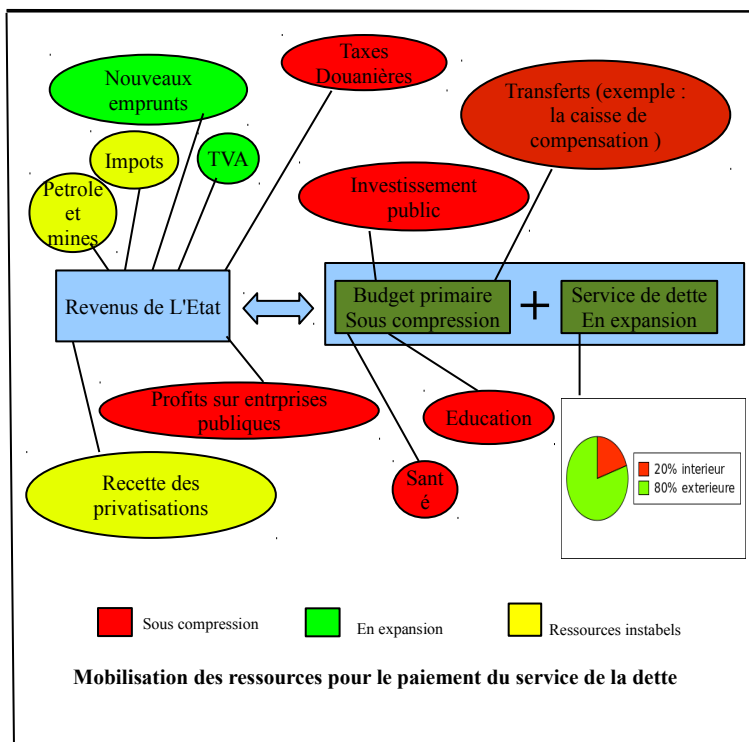 Nouveaux
emprunts
Taxes
Douanières
Transferts (exemple :
la caisse de
compensation )
Impots
TVA
Petrole
et
mines
Investissement
public
Revenus de L'Etat
Budget primaire
Sous compression
+
Service de dette
En expansion
Profits sur entrprises
publiques
Education
Recette des
privatisations
Sant
é
20% interieur
80% exterieure
Sous compression
En expansion
Ressources instabels
Mobilisation des ressources pour le paiement du service de la dette